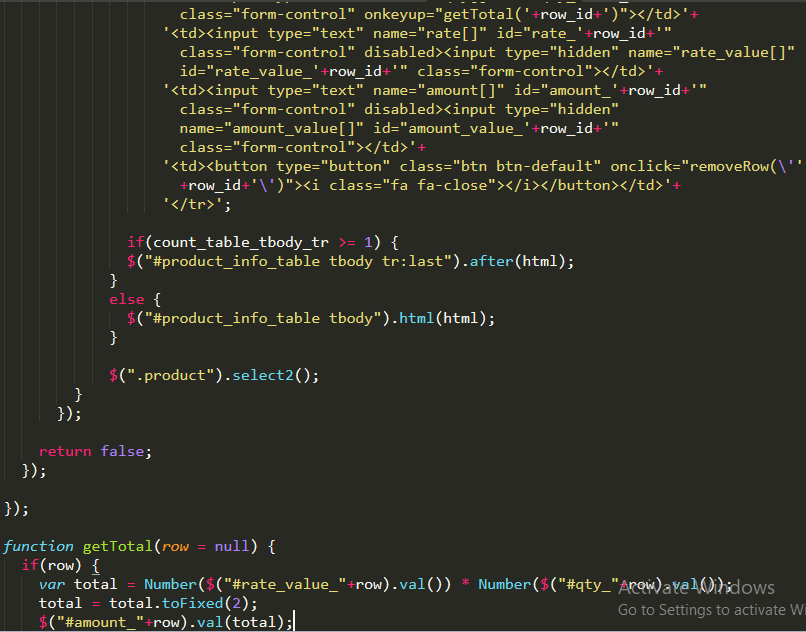 class="form-control" onkeyup="getTotal('+row_id+')"></td>'+
'<td><input type="text" name="rate[]" id="rate_'+row_id+'"
class="form-control" disabled><input type="hidden" name="rate_value[]"
id="rate_value_'+row_id+'" class="form-control"></td>'+
'<td><input type="text" name="amount[]" id="amount_'+row_id+'"
class="form-control" disabled><input type="hidden"
name="amount_value[]" id="amount_value_'+row_id+'"
class="form-control"></td>'+
'<td><button type="button" class="btn btn-default" onclick="removeRow(\''
+row_id+'\')"><i class="fa fa-close"></i></button></td>'+
'</tr>';
if(count_table_tbody_tr >= 1) {
$("#product_info_table tbody tr:last").after(html);
}
else {
$("#product_info_table tbody").html(html);
}
$(".product").select2();
}
});
return false;
});
});
function getTotal(row = null) {
if(row) {
var total = Number($("#rate_value_"+row).val()) * Number($("#qty_"+row).val());
total = total.toFixed(2);
$("#amount_"+row).val(total);
Activate Windows
Go to Settings to activate Wi